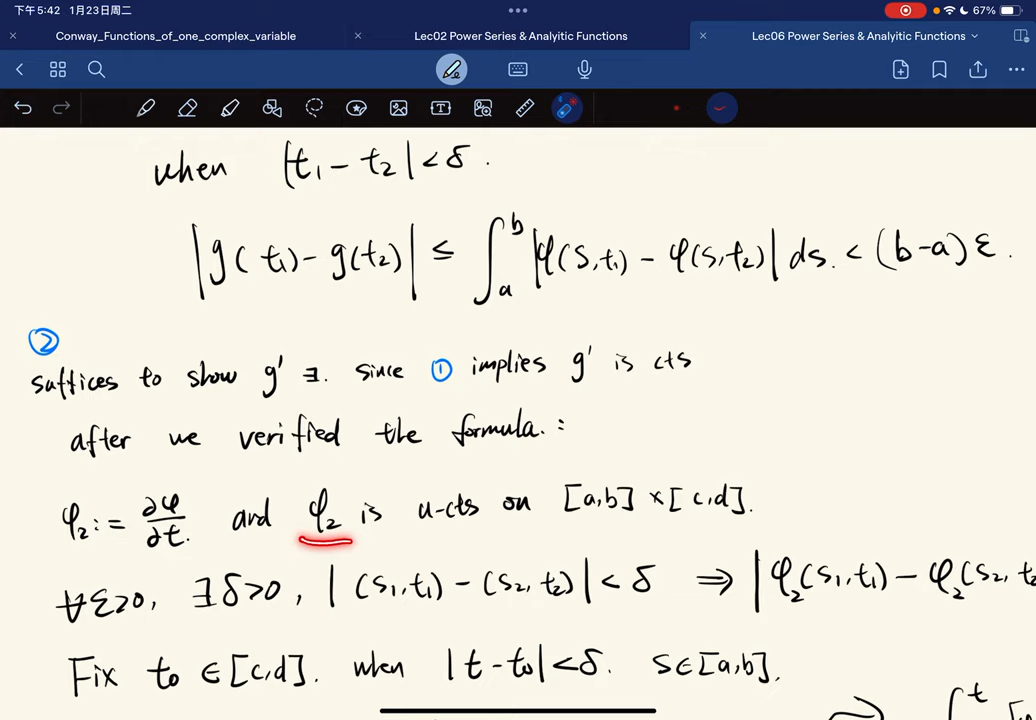 下午5:42 1月23日周二
67%
Conway_Functions_of_one_complex_variable
Lec02 Power Series & Analyitic Functions
Lec06 Power Series & Analyitic Functions
when |t₁ - t₂| < δ.
|g(t₁) - g(t₂)| ≤ ∫ₐᵇ |φ(s,t₁) - φ(s,t₂)| ds. < (b-a) ε.
②
suffices to show g' ∃. since ① implies g' is cts
after we verified the formula. :
φ₂ := ∂φ/∂t. and φ₂ is u-cts on [a,b] × [c,d].
∀ε>0, ∃δ>0, |(s₁,t₁) - (s₂,t₂)| < δ ⇒ |φ₂(s₁,t₁) - φ₂(s₂,t₂
Fix t₀ ∈ [c,d]. when |t - t₀| < δ. s ∈ [a,b].
⇒ ∫ᵗ